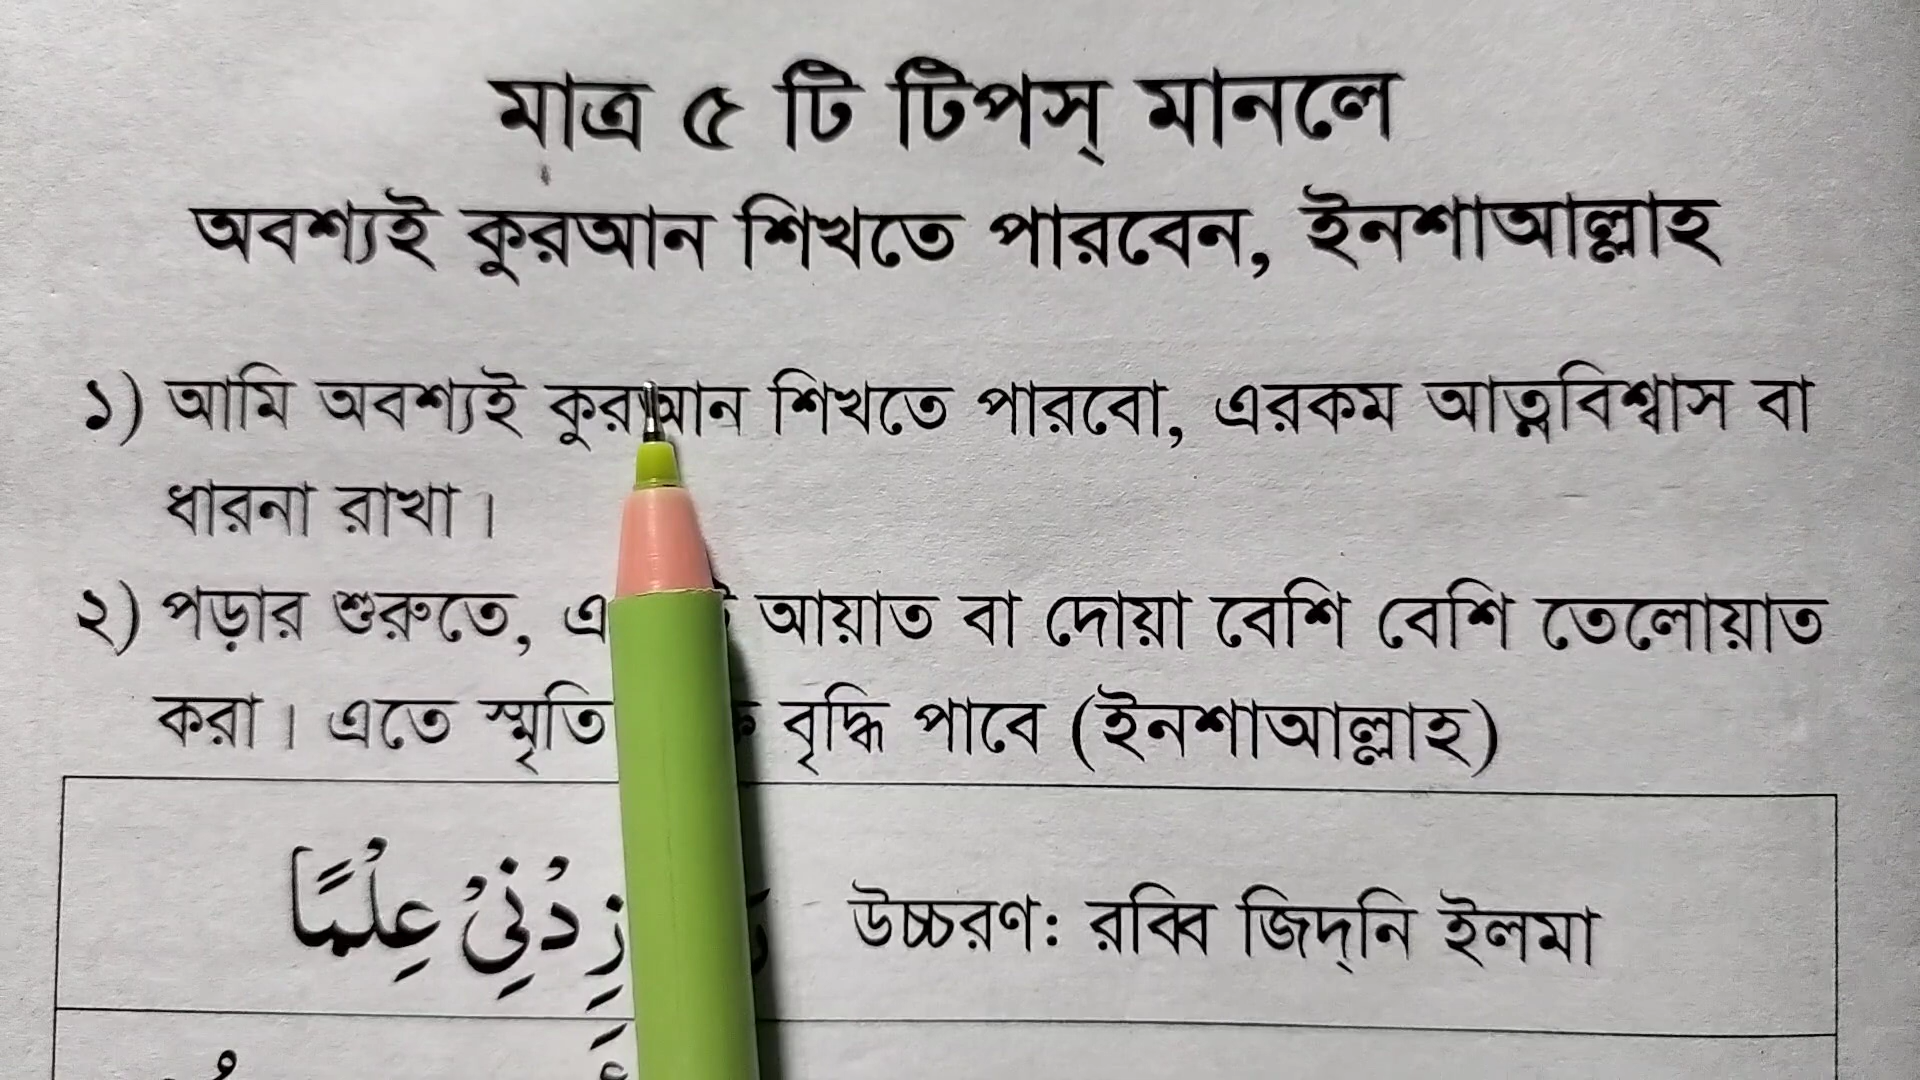 মাত্র ৫ টি টিপস্ মানলে
অবশ্যই কুরআন শিখতে পারবেন, ইনশাআল্লাহ
১) আমি অবশ্যই কুরআন শিখতে পারবো, এরকম আত্নবিশ্বাস বা
ধারনা রাখা।
২) পড়ার শুরুতে, আয়াত বা দোয়া বেশি বেশি তেলোয়াত
করা। এতে স্মৃতি বৃদ্ধি পাবে (ইনশাআল্লাহ)
زِدْنِيْ عِلْمًا উচ্চরণ: রব্বি জিদ্‌নি ইলমা